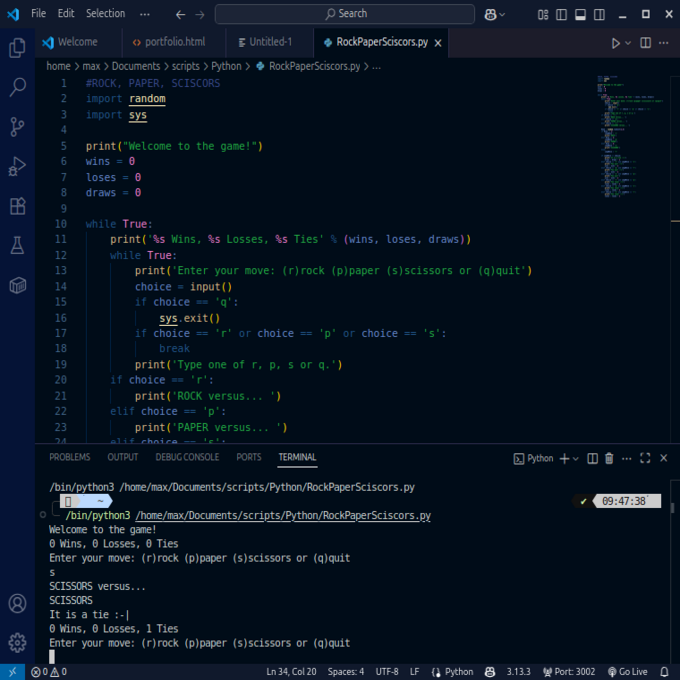 File Edit Selection ··· Search
Welcome portfolio.html Untitled-1 RockPaperSciscors.py
home > max > Documents > scripts > Python > RockPaperSciscors.py > ...
1 #ROCK, PAPER, SCISCORS
2 import random
3 import sys
4
5 print("Welcome to the game!")
6 wins = 0
7 loses = 0
8 draws = 0
9
10 while True:
11 print('%s Wins, %s Losses, %s Ties' % (wins, loses, draws))
12 while True:
13 print('Enter your move: (r)rock (p)paper (s)scissors or (q)quit')
14 choice = input()
15 if choice == 'q':
16 sys.exit()
17 if choice == 'r' or choice == 'p' or choice == 's':
18 break
19 print('Type one of r, p, s or q.')
20 if choice == 'r':
21 print('ROCK versus... ')
22 elif choice == 'p':
23 print('PAPER versus... ')
24 elif choice == 's':
PROBLEMS OUTPUT DEBUG CONSOLE PORTS TERMINAL Python
/bin/python3 /home/max/Documents/scripts/Python/RockPaperSciscors.py
~ ✔ 09:47:38
/bin/python3 /home/max/Documents/scripts/Python/RockPaperSciscors.py
Welcome to the game!
0 Wins, 0 Losses, 0 Ties
Enter your move: (r)rock (p)paper (s)scissors or (q)quit
s
SCISSORS versus...
SCISSORS
It is a tie :-|
0 Wins, 0 Losses, 1 Ties
Enter your move: (r)rock (p)paper (s)scissors or (q)quit
0 0 Ln 34, Col 20 Spaces: 4 UTF-8 LF Python 3.13.3 Port: 3002 Go Live